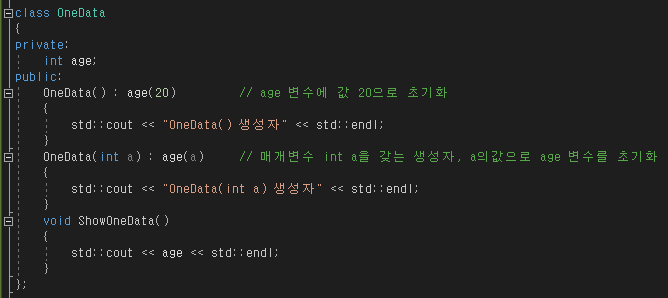 class OneData
{
private:
int age;
public:
OneData() : age(20) // age 변수에 값 20으로 초기화
{
std::cout << "OneData() 생성자" << std::endl;
}
OneData(int a) : age(a) // 매개변수 int a을 갖는 생성자, a의값으로 age 변수를 초기화
{
std::cout << "OneData(int a) 생성자" << std::endl;
}
void ShowOneData()
{
std::cout << age << std::endl;
}
};